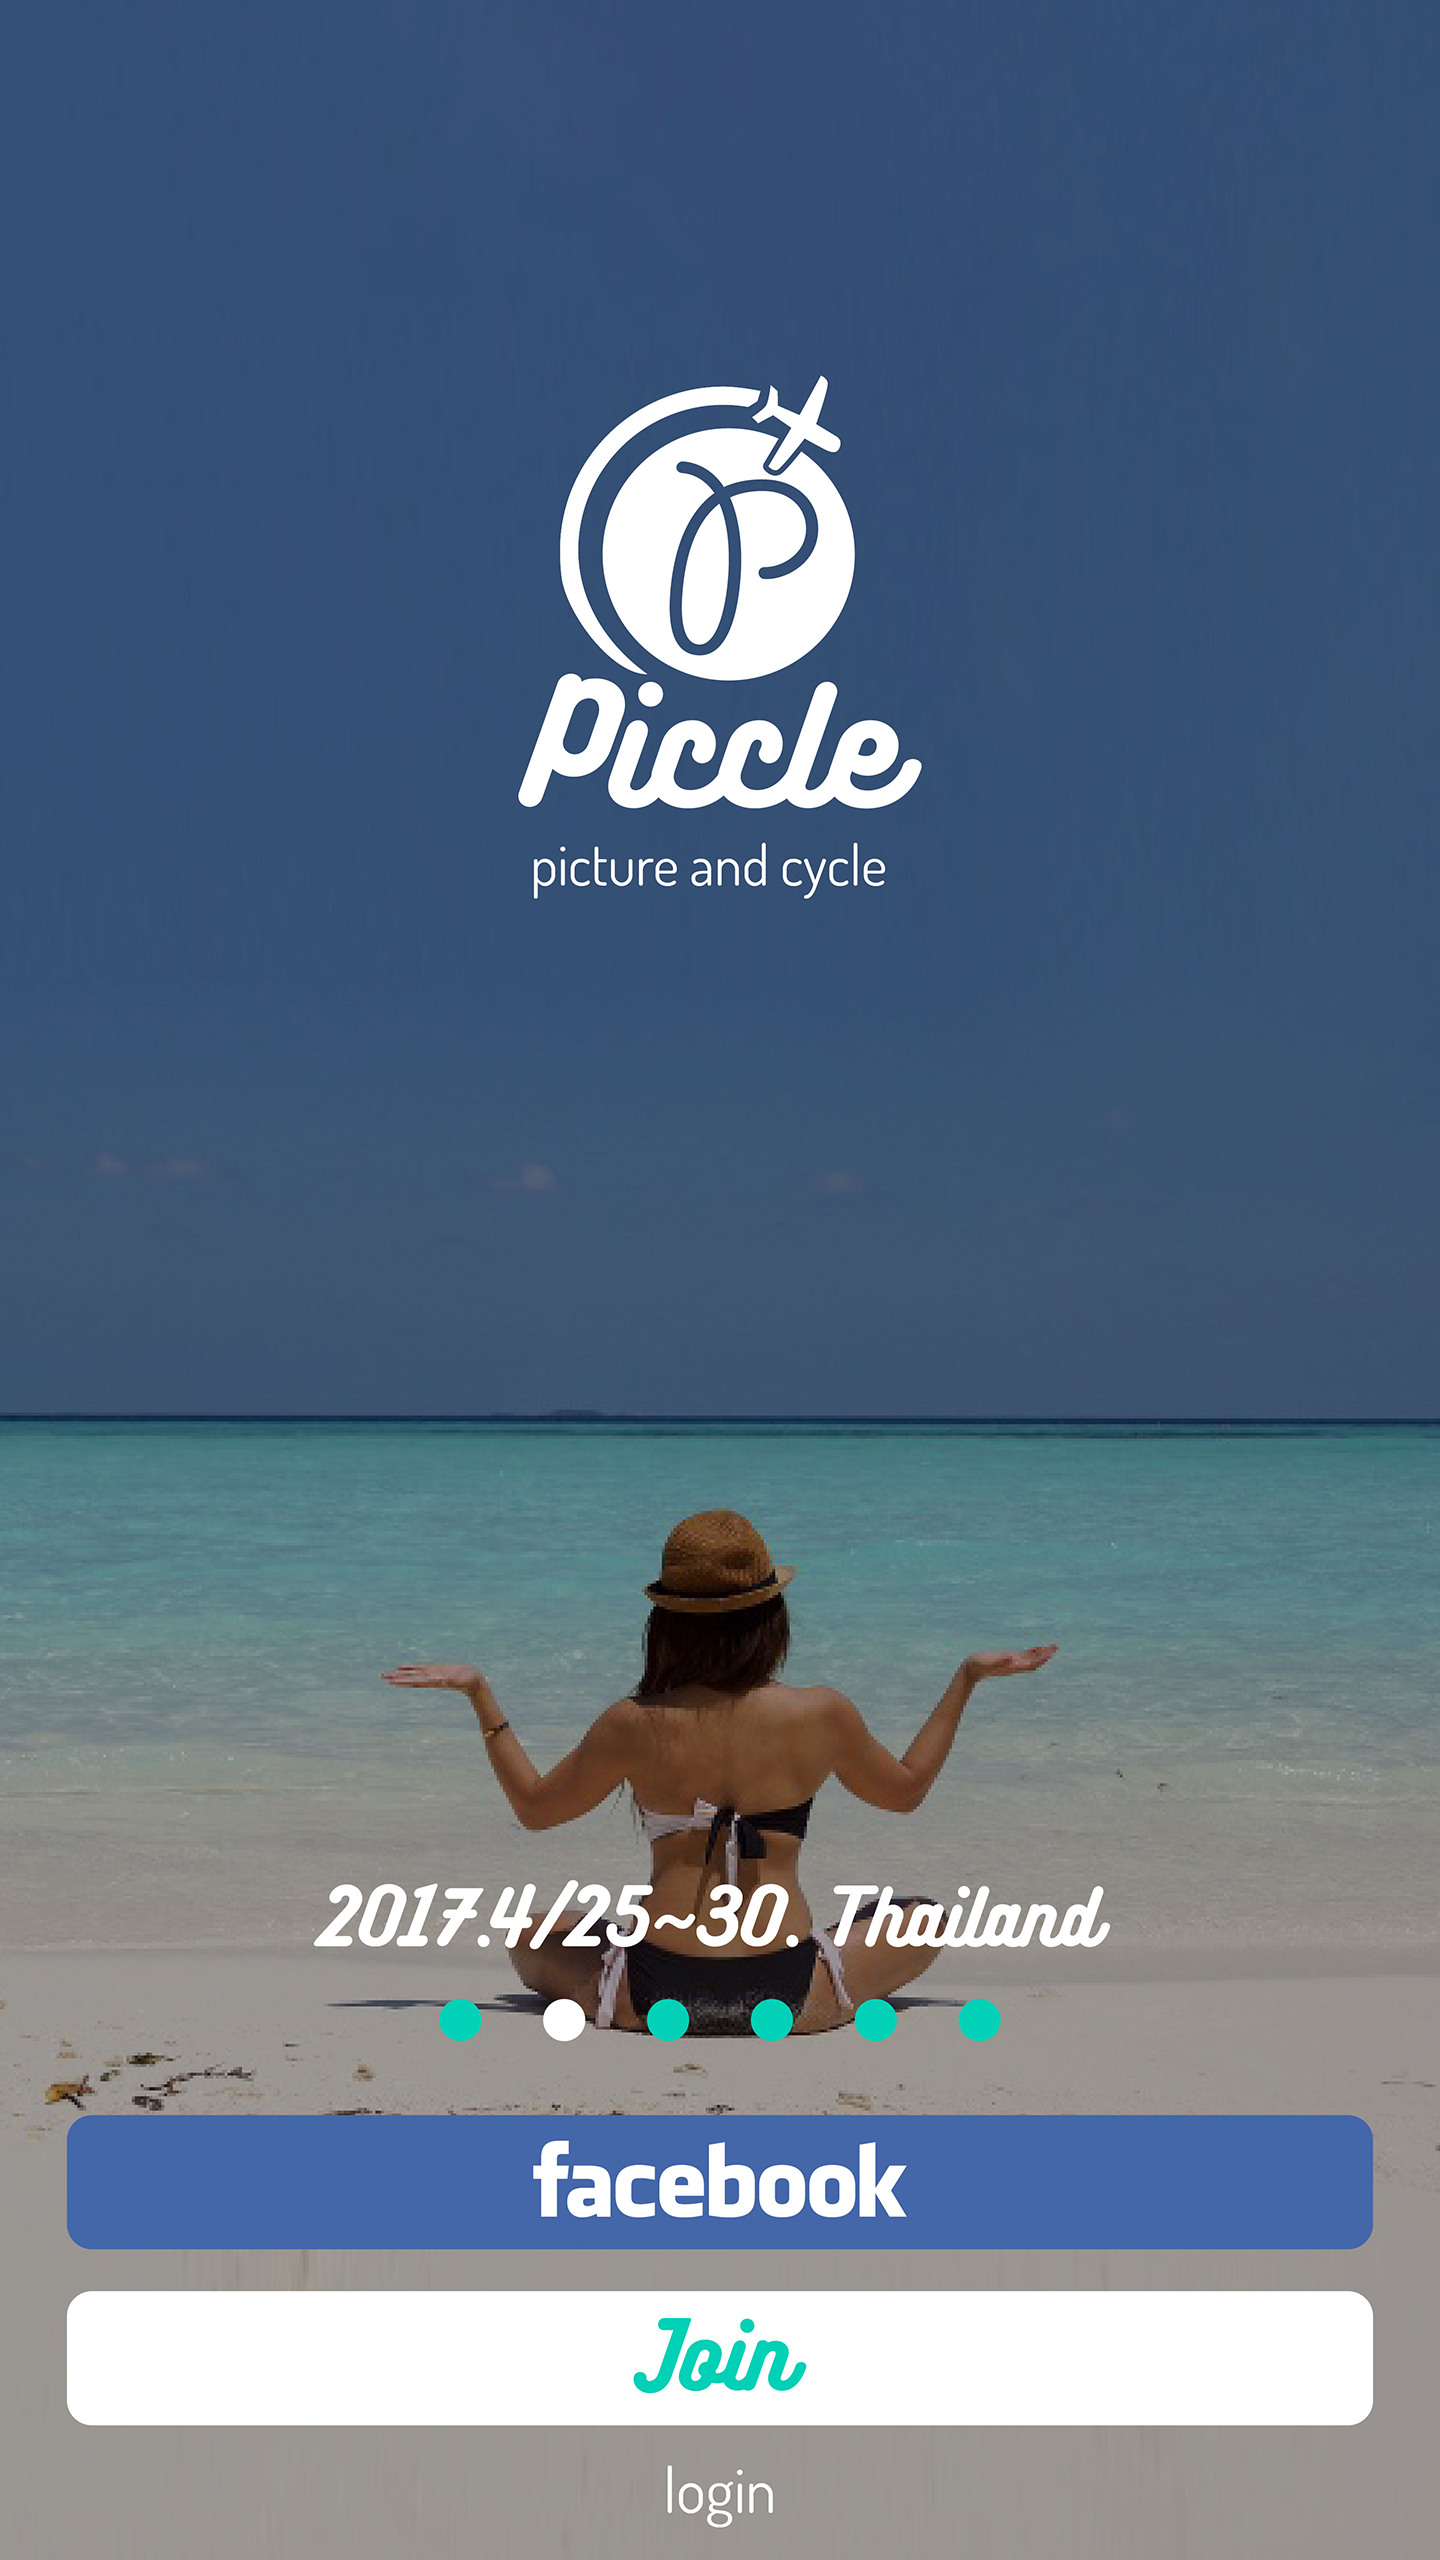 P
Piccle
picture and cycle
2017.4/25~30. Thailand
facebook
Join
login